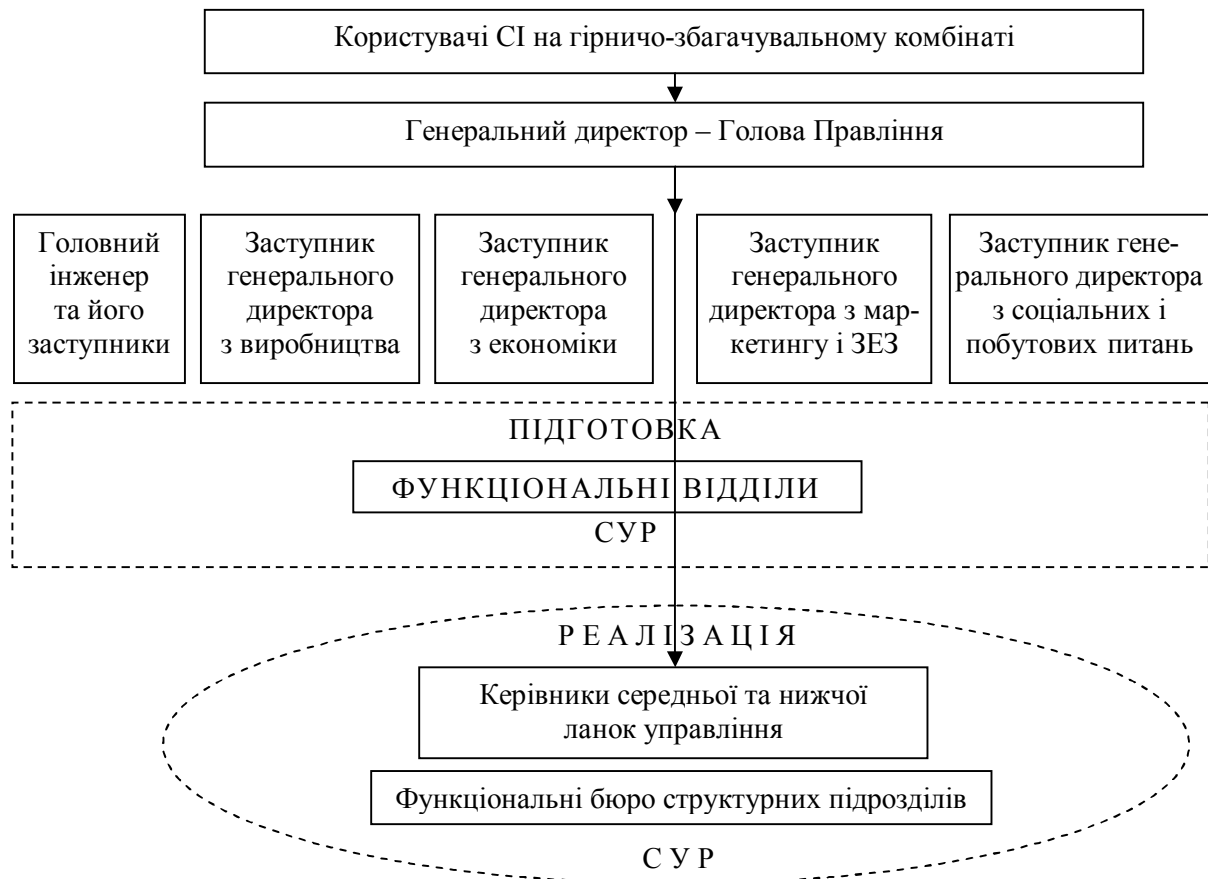 Користувачі СІ на гірничо-збагачувальному комбінаті
Генеральний директор – Голова Правління
Головний
інженер
та його
заступники
Заступник
генерального
директора
з виробництва
Заступник
генерального
директора
з економіки
Заступник
генерального
директора з мар-
кетингу і ЗЕЗ
Заступник гене-
рального директора
з соціальних і
побутових питань
ПІДГОТОВКА
ФУНКЦІОНАЛЬНІ ВІДДІЛИ
СУР
РЕАЛІЗАЦІЯ
Керівники середньої та нижчої
ланок управління
Функціональні бюро структурних підрозділів
СУР